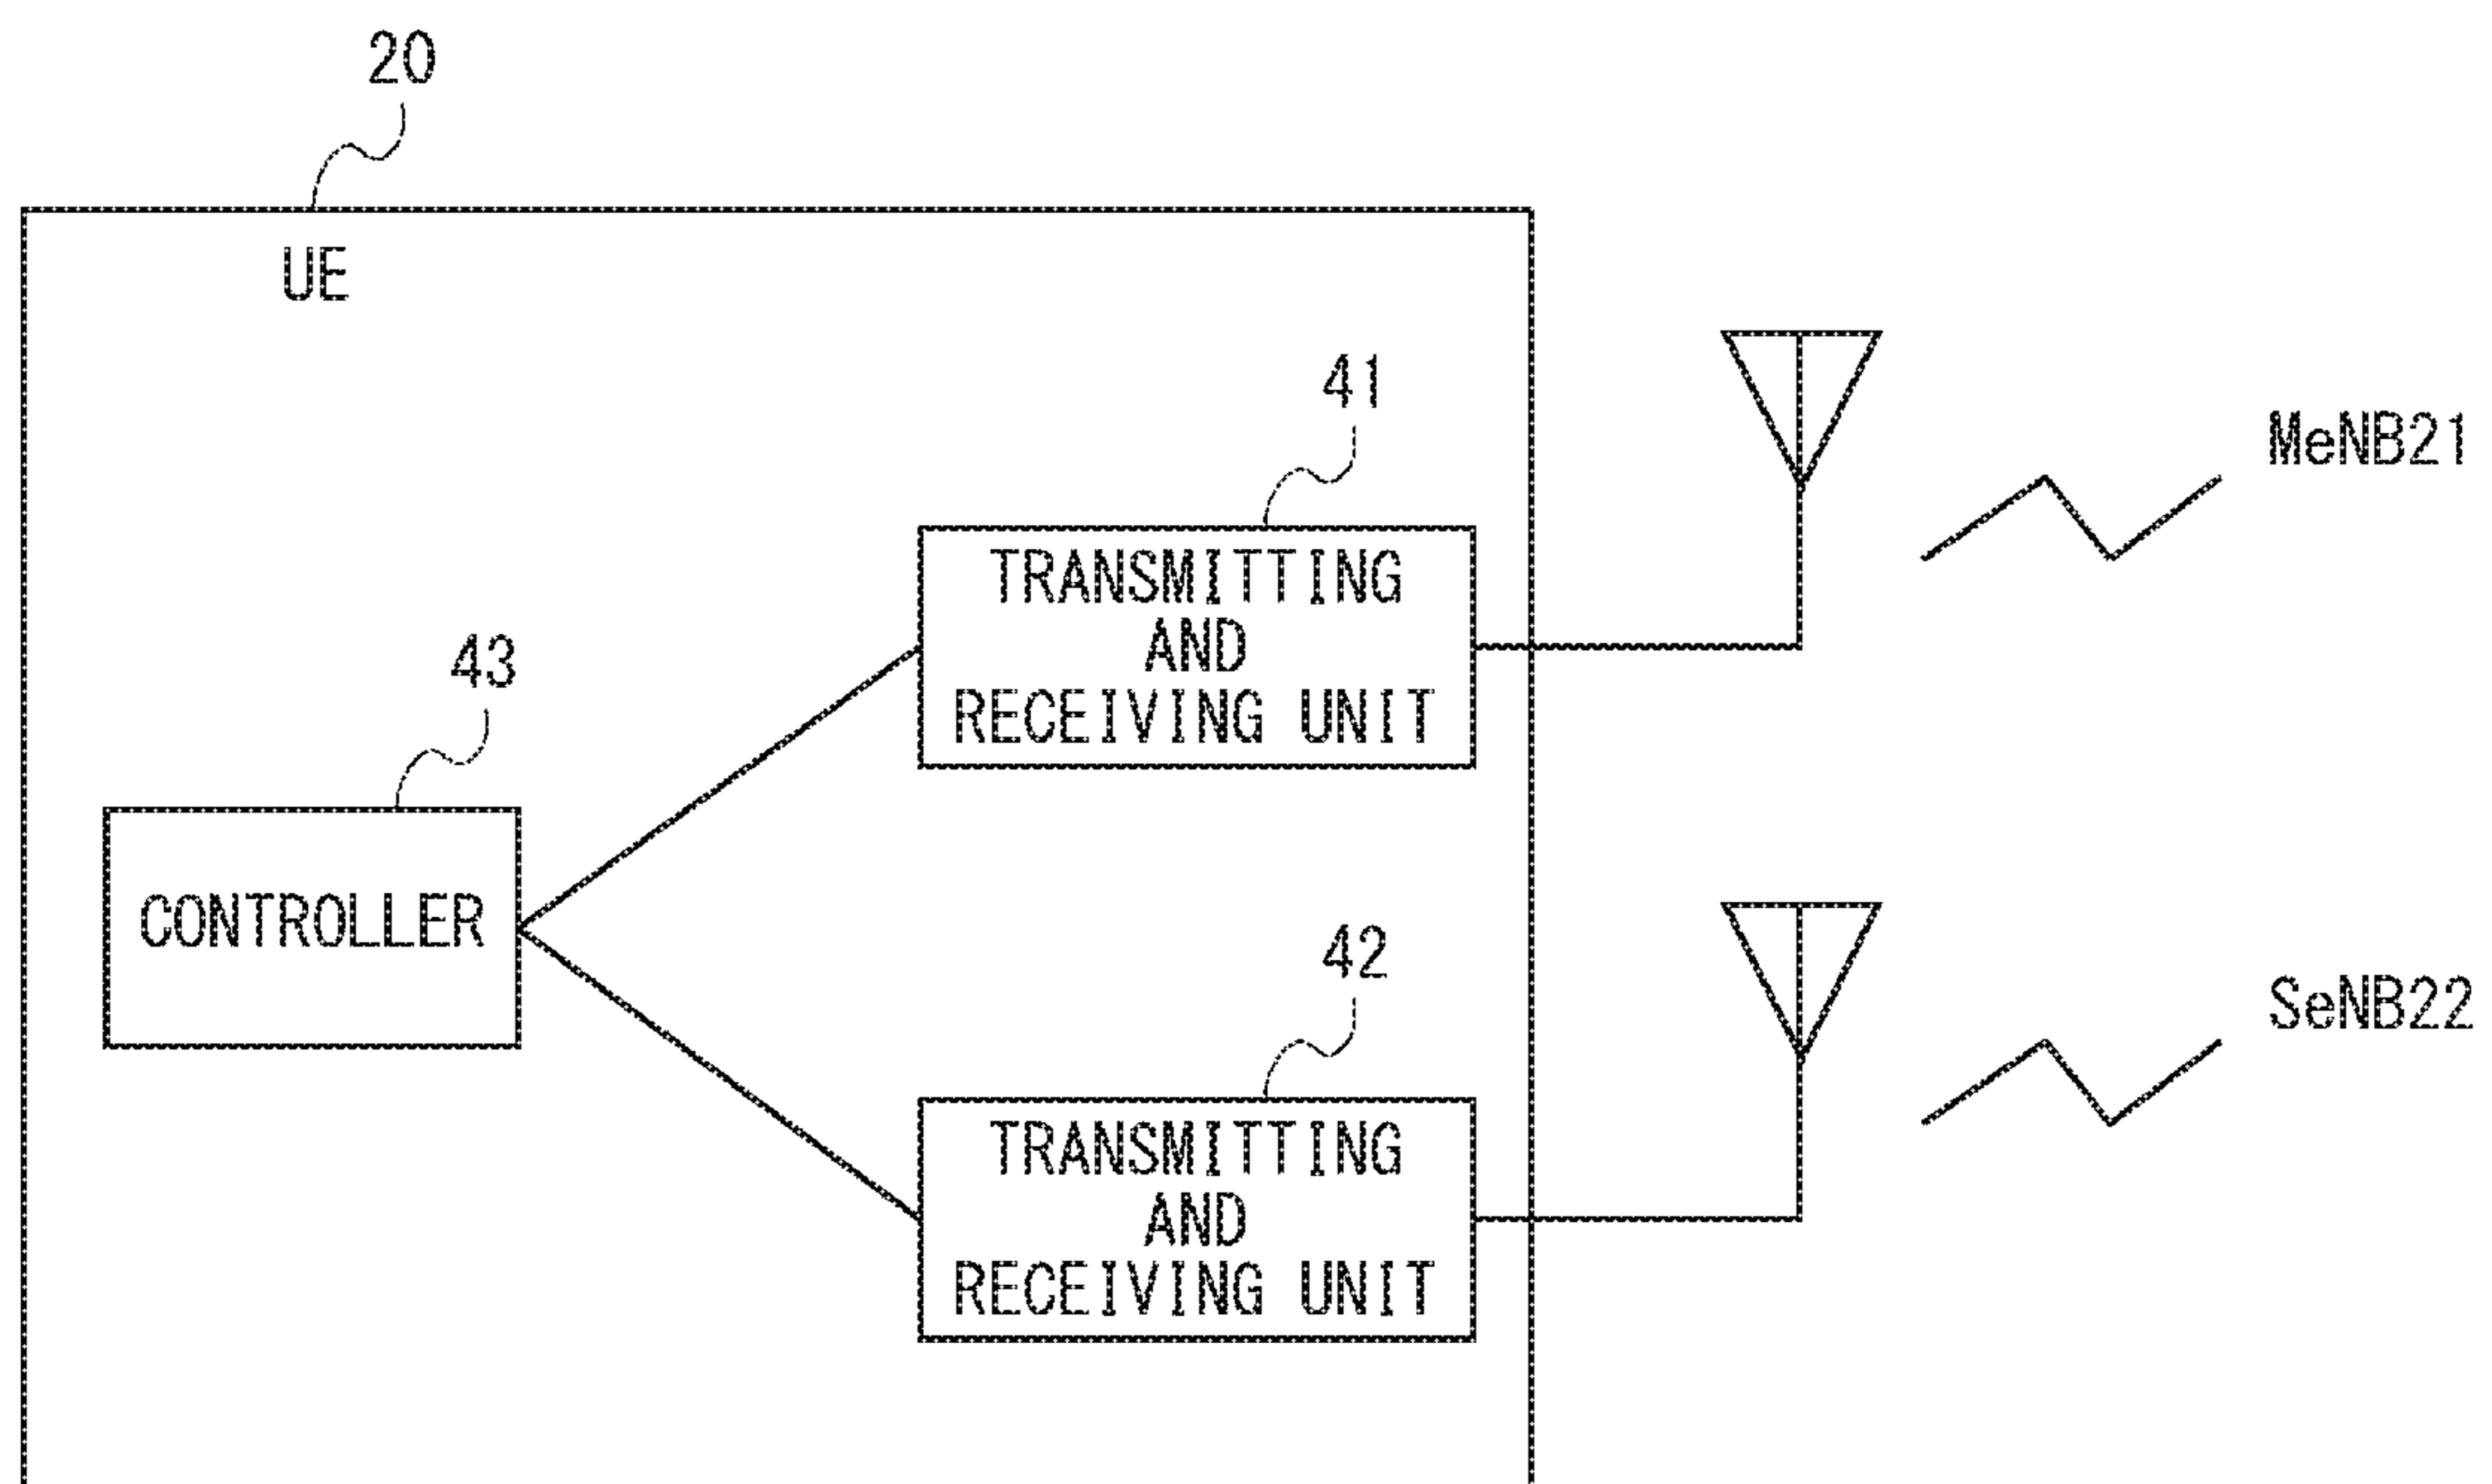 20
UE
41
MeNB21
TRANSMITTING
AND
RECEIVING UNIT
43
CONTROLLER
42
SeNB22
TRANSMITTING
AND
RECEIVING UNIT